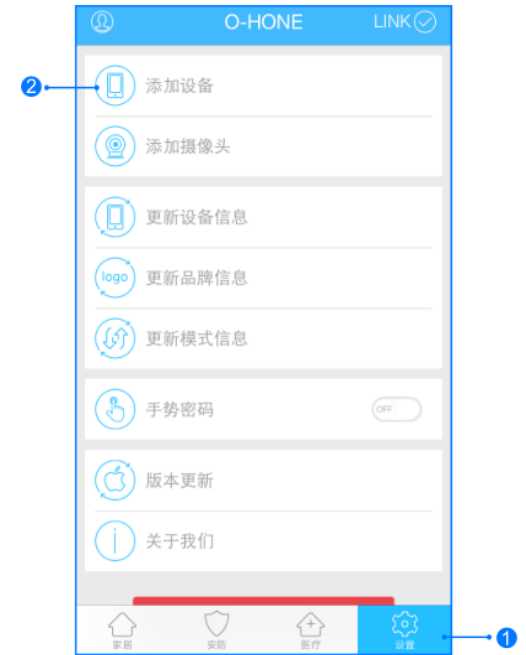 O-HONE LINK
2 添加设备
添加摄像头
更新设备信息
logo 更新品牌信息
更新模式信息
手势密码 OFF
版本更新
关于我们
家居 安防 医疗 设置 1